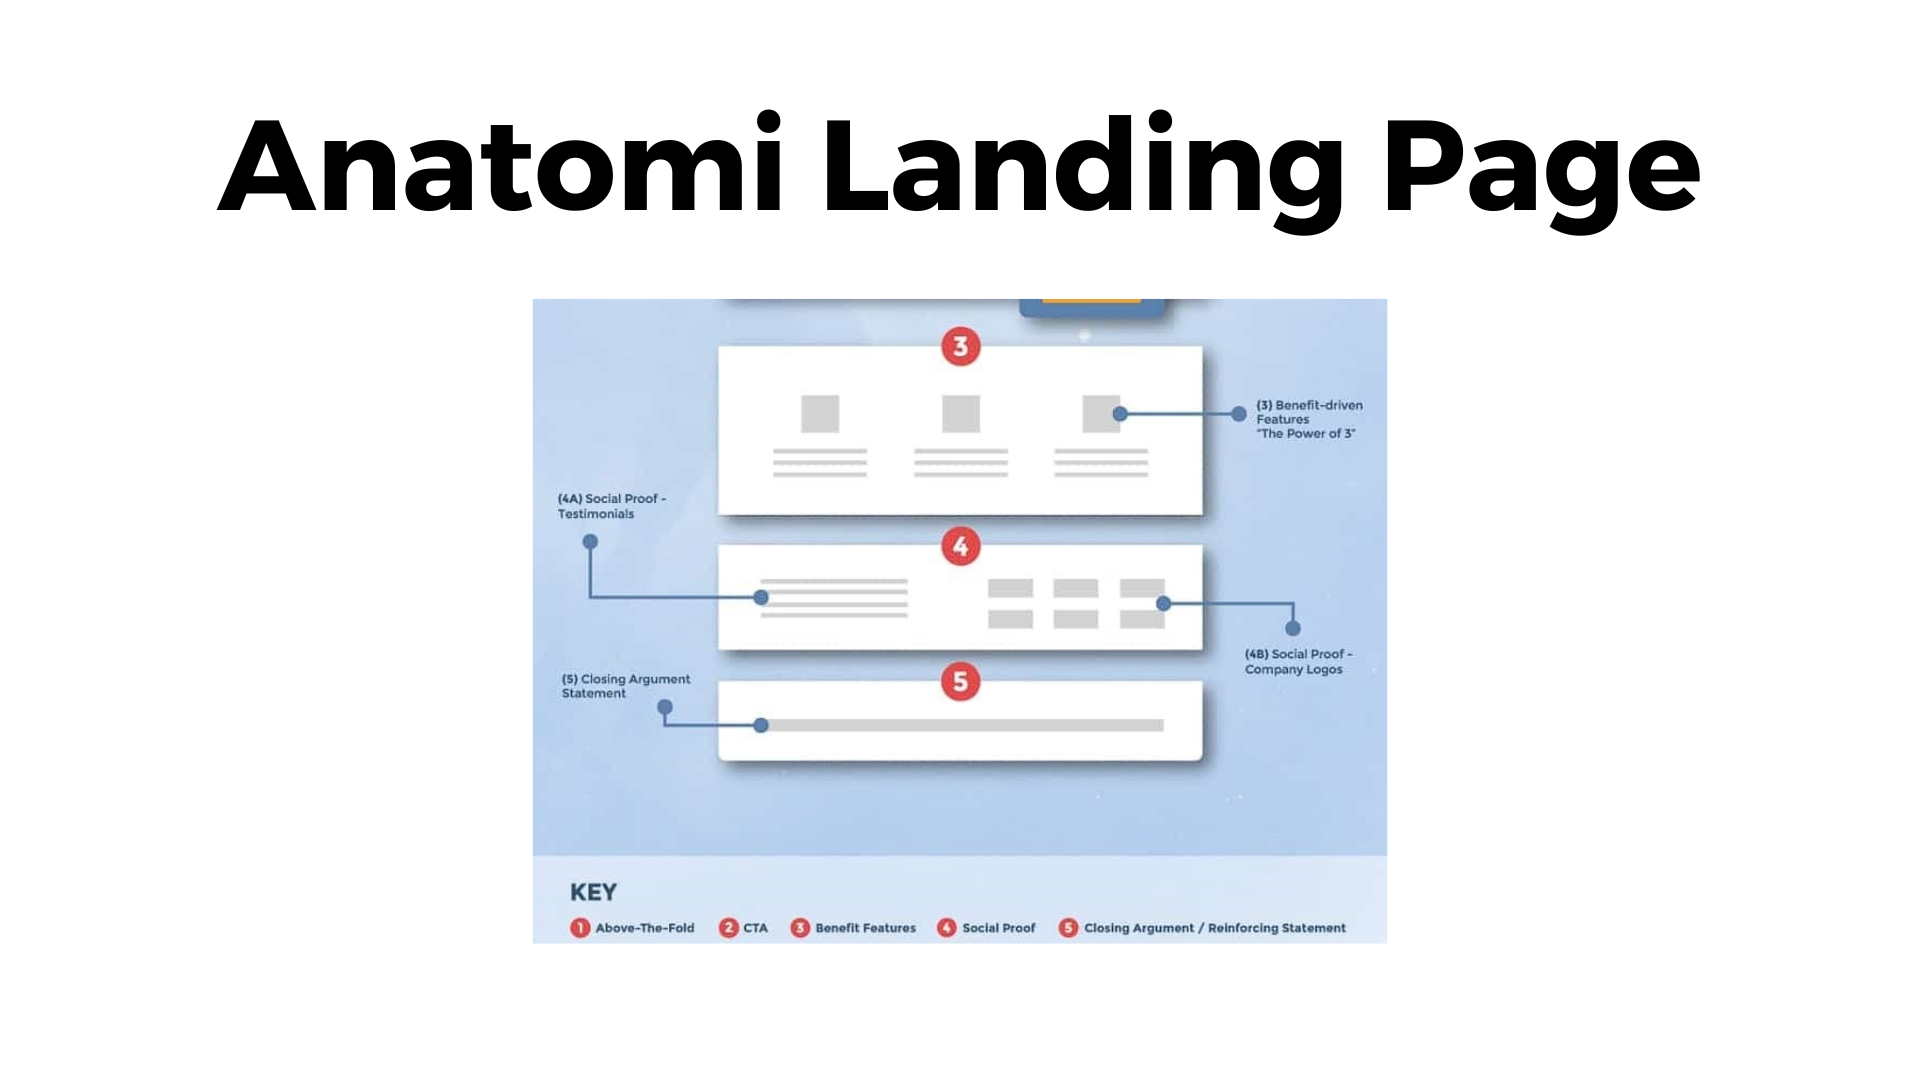 Anatomi Landing Page
3
(3) Benefit-driven
Features
"The Power of 3"
(4A) Social Proof -
Testimonials
4
(4B) Social Proof -
Company Logos
5
(5) Closing Argument
Statement
KEY
1 Above-The-Fold 2 CTA 3 Benefit Features 4 Social Proof 5 Closing Argument / Reinforcing Statement